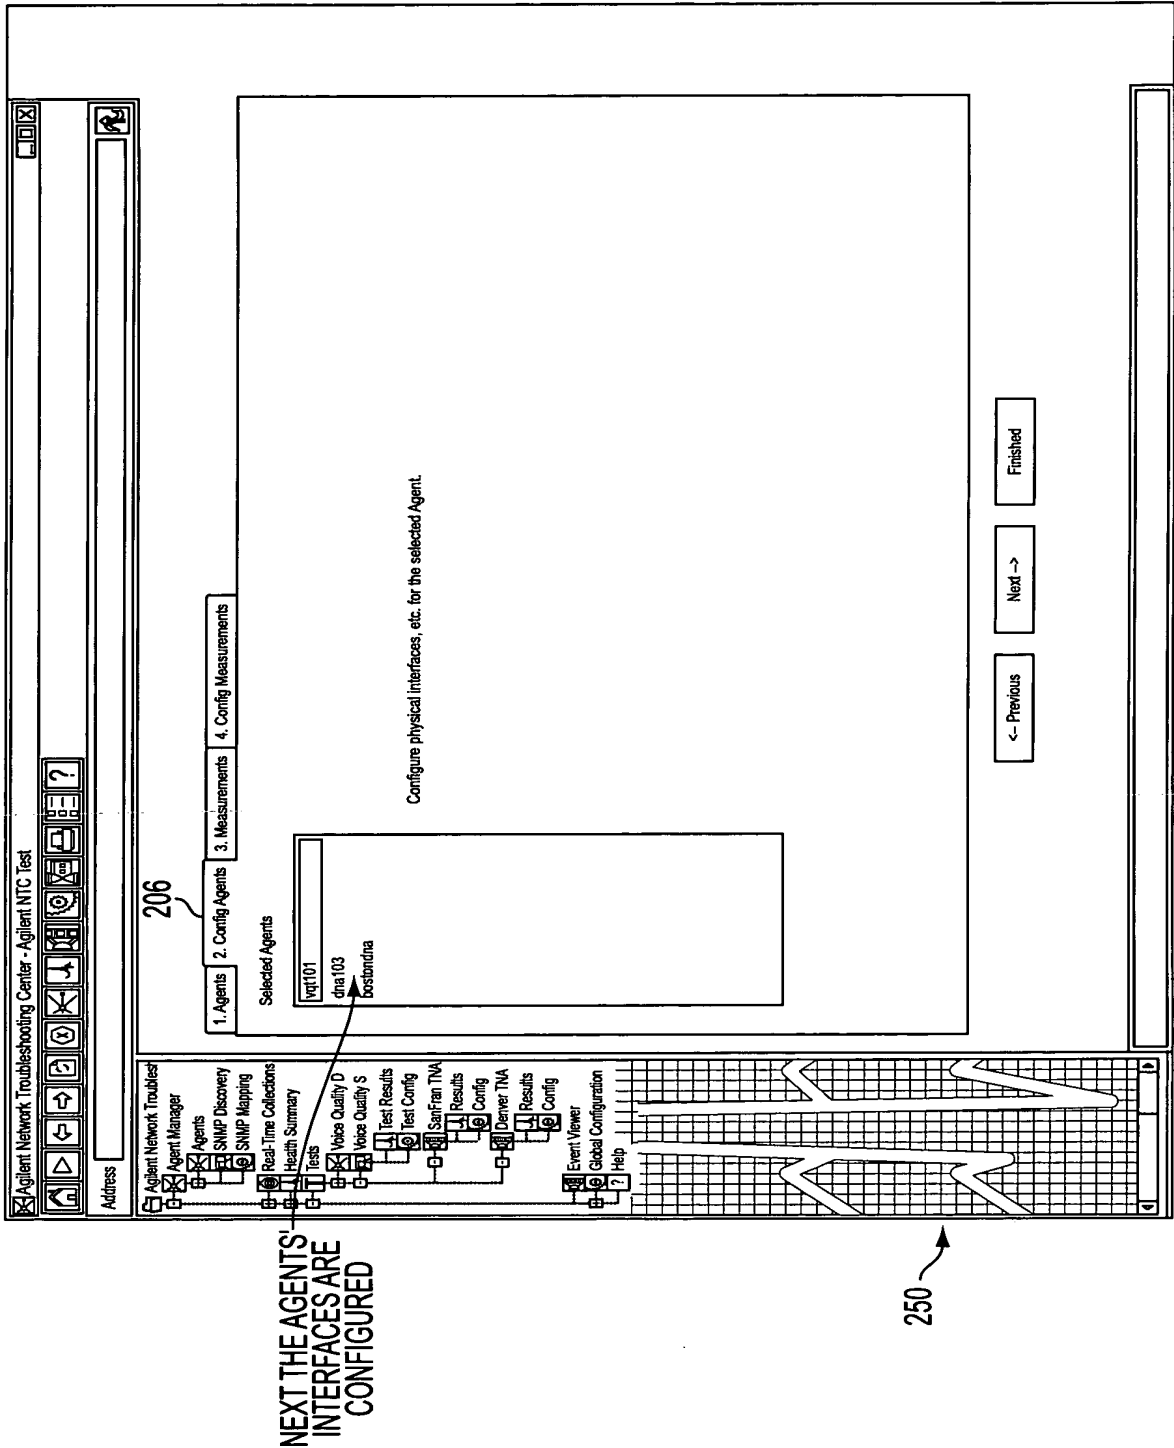 Agilent Network Troubleshooting Center - Agilent NTC Test
?
Address
Agilent Network Troublesh
Agent Manager
Agents
SNMP Discovery
SNMP Mapping
Real-Time Collections
Health Summary
Tests
Voice Quality D
Voice Quality S
Test Results
Test Config
SanFran TNA
Results
Config
Denver TNA
Results
Config
Event Viewer
Global Configuration
? Help
206
1. Agents
2. Config Agents
3. Measurements
4. Config Measurements
Selected Agents
vqt101
dna103
bostondna
Configure physical interfaces, etc. for the selected Agent.
<-- Previous
Next -->
Finished
NEXT THE AGENTS'
INTERFACES ARE
CONFIGURED
250